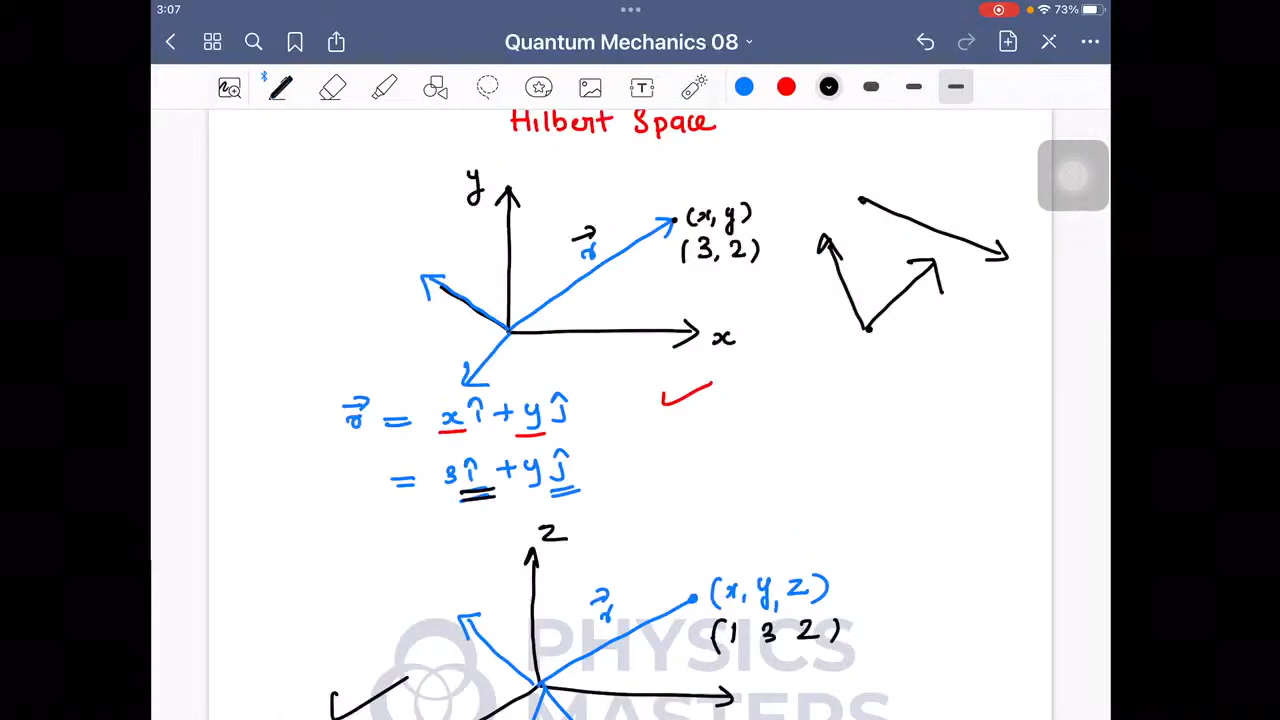 3:07
73%
Quantum Mechanics 08
T
Hilbert Space
y
r
(x, y)
(3, 2)
x
r = xî + yĵ
= 3î + yĵ
z
r
(x, y, z)
(1 3 2)
PHYSICS
MASTERS